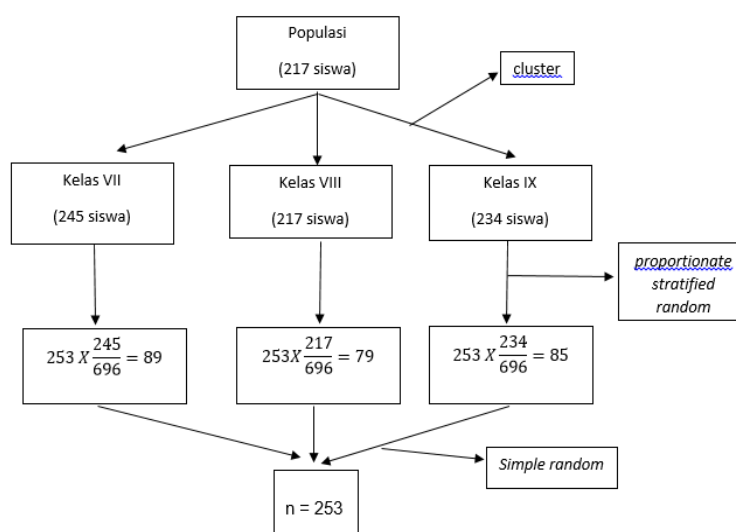 Populasi
(217 siswa)
cluster
Kelas VII
(245 siswa)
Kelas VIII
(217 siswa)
Kelas IX
(234 siswa)
proportionate
stratified
random
253 X 245/696 = 89
253X 217/696 = 79
253 X 234/696 = 85
Simple random
n = 253